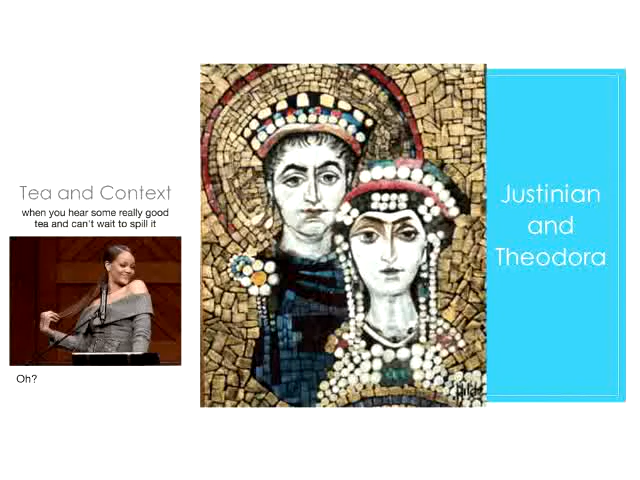 Tea and Context
when you hear some really good
tea and can't wait to spill it
Oh?
Justinian
and
Theodora